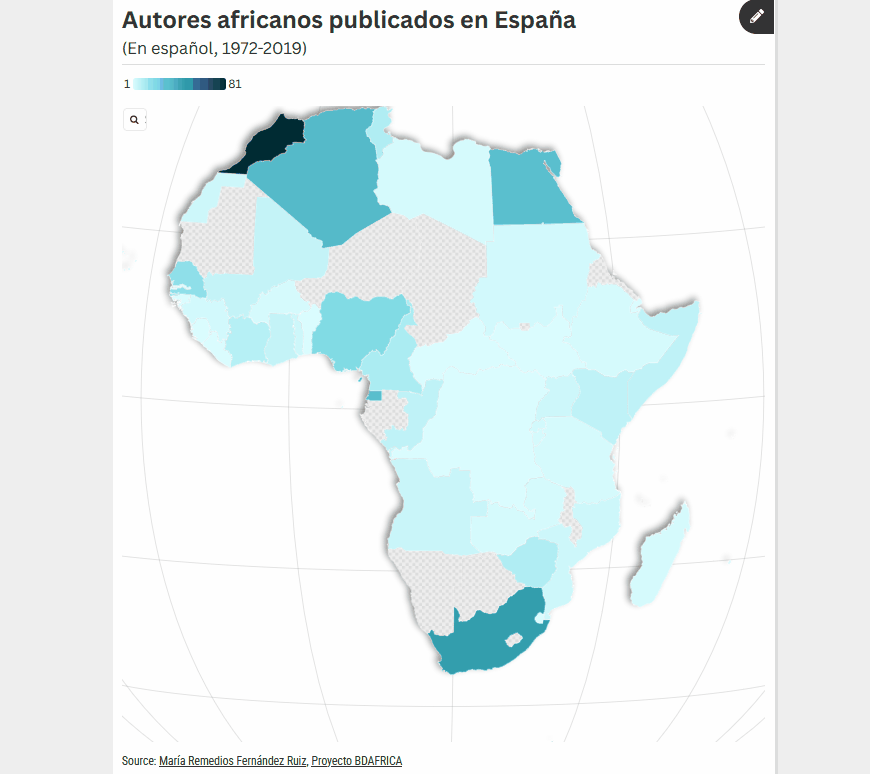 Autores africanos publicados en España
(En español, 1972-2019)
1 81
Source: María Remedios Fernández Ruiz, Proyecto BDAFRICA